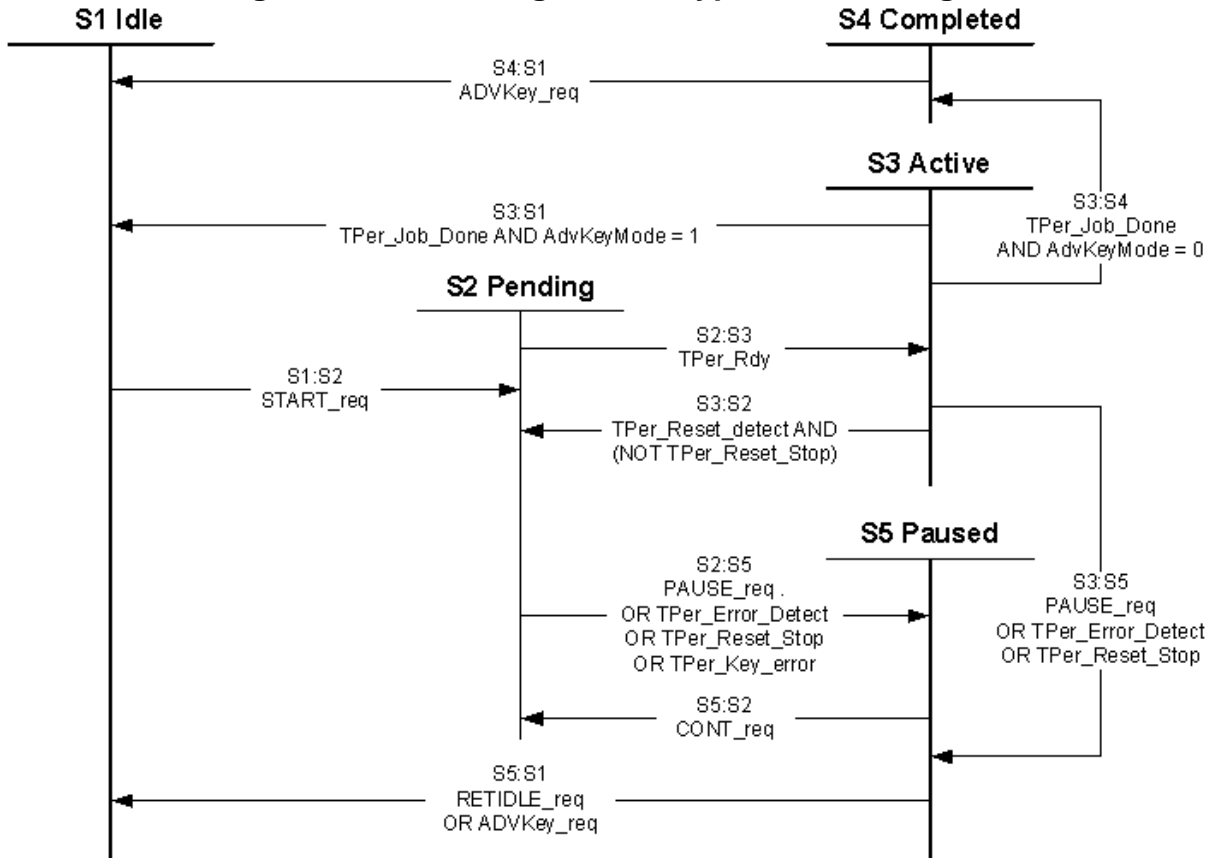 S1 Idle
S4 Completed
S4:S1
ADVKey_req
S3 Active
S3:S4
TPer_Job_Done
AND AdvKeyMode = 0
S3:S1
TPer_Job_Done AND AdvKeyMode = 1
S2 Pending
S2:S3
TPer_Rdy
S1:S2
START_req
S3:S2
TPer_Reset_detect AND
(NOT TPer_Reset_Stop)
S5 Paused
S2:S5
PAUSE_req .
OR TPer_Error_Detect
OR TPer_Reset_Stop
OR TPer_Key_error
S3:S5
PAUSE_req
OR TPer_Error_Detect
OR TPer_Reset_Stop
S5:S2
CONT_req
S5:S1
RETIDLE_req
OR ADVKey_req